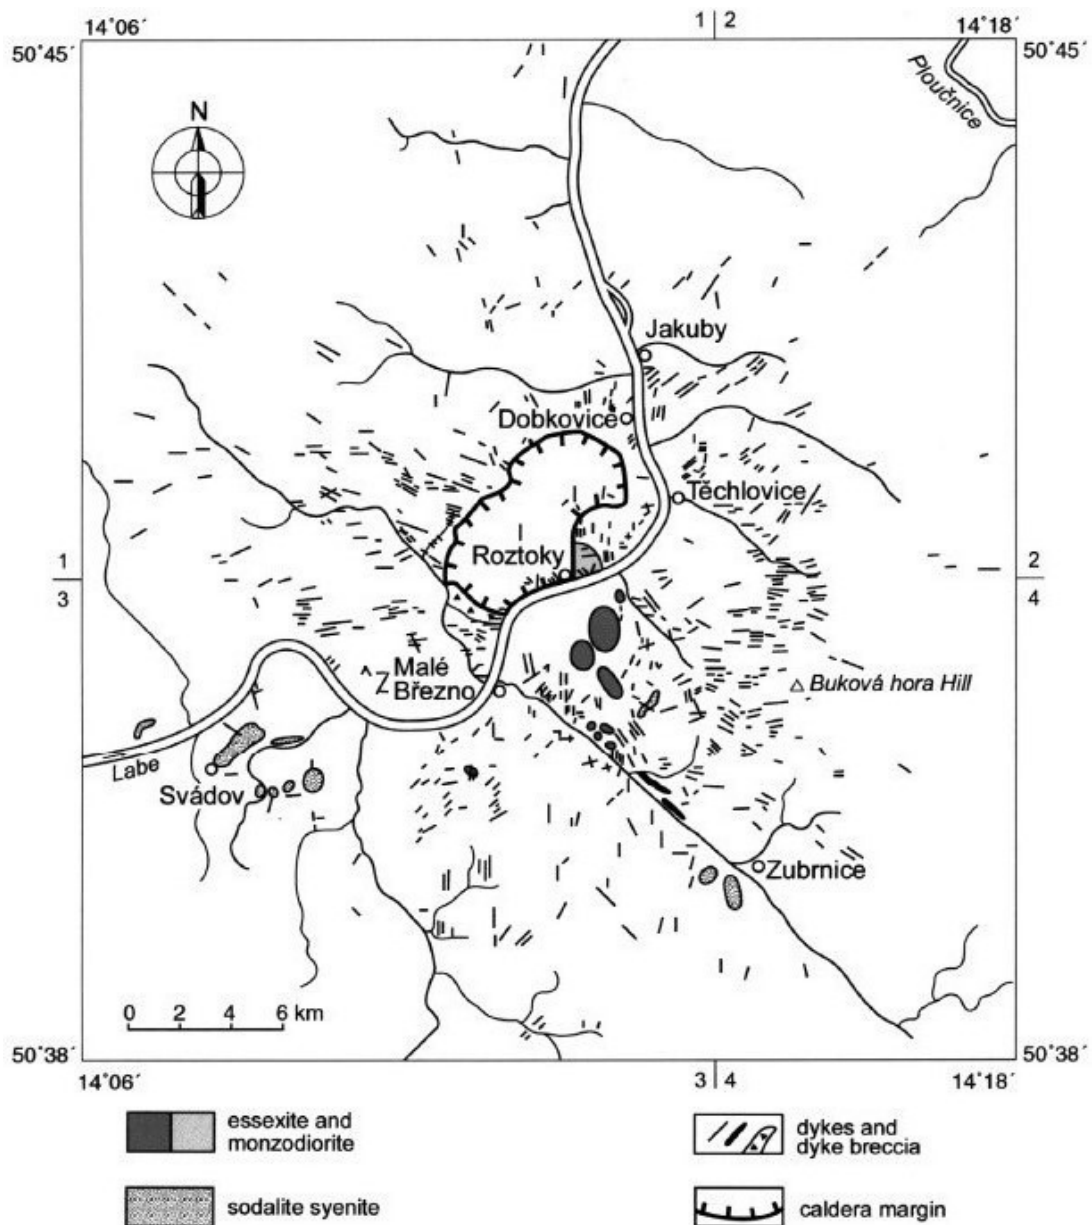 14°06´
1 2
14°18´
50°45´
50°45´
Ploučnice
N
Jakuby
Dobkovice
Těchlovice
Roztoky
1
3
2
4
Malé
Březno
Buková hora Hill
Labe
Svádov
Zubrnice
0 2 4 6 km
50°38´
50°38´
14°06´
3 4
14°18´
essexite and
monzodiorite
dykes and
dyke breccia
sodalite syenite
caldera margin